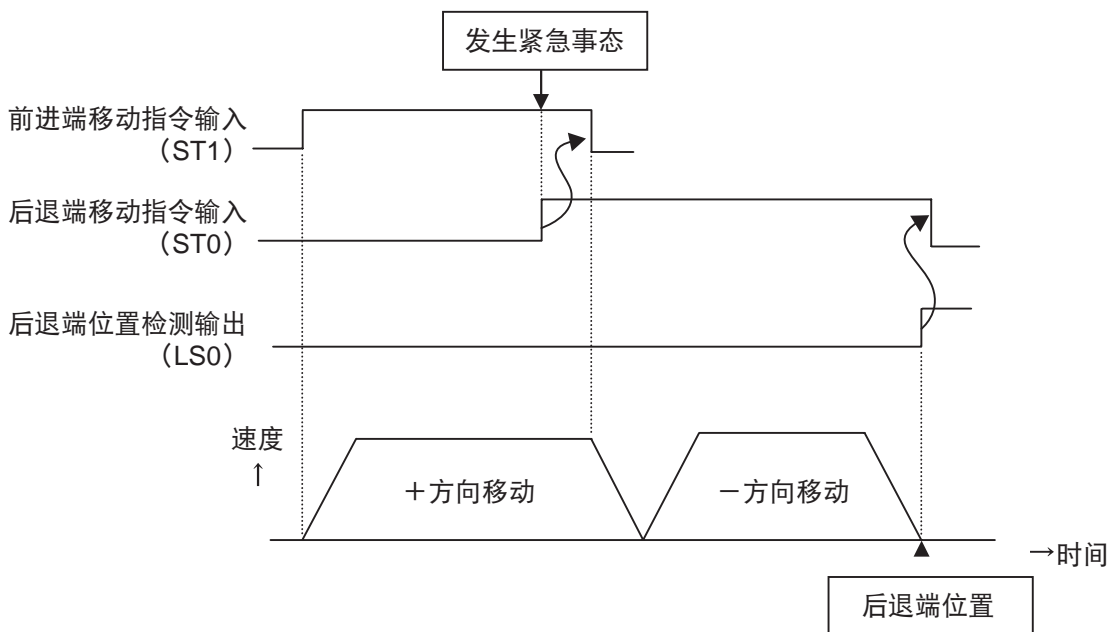 发生紧急事态
前进端移动指令输入
（ST1）
后退端移动指令输入
（ST0）
后退端位置检测输出
（LS0）
速度
↑
＋方向移动
－方向移动
→时间
后退端位置